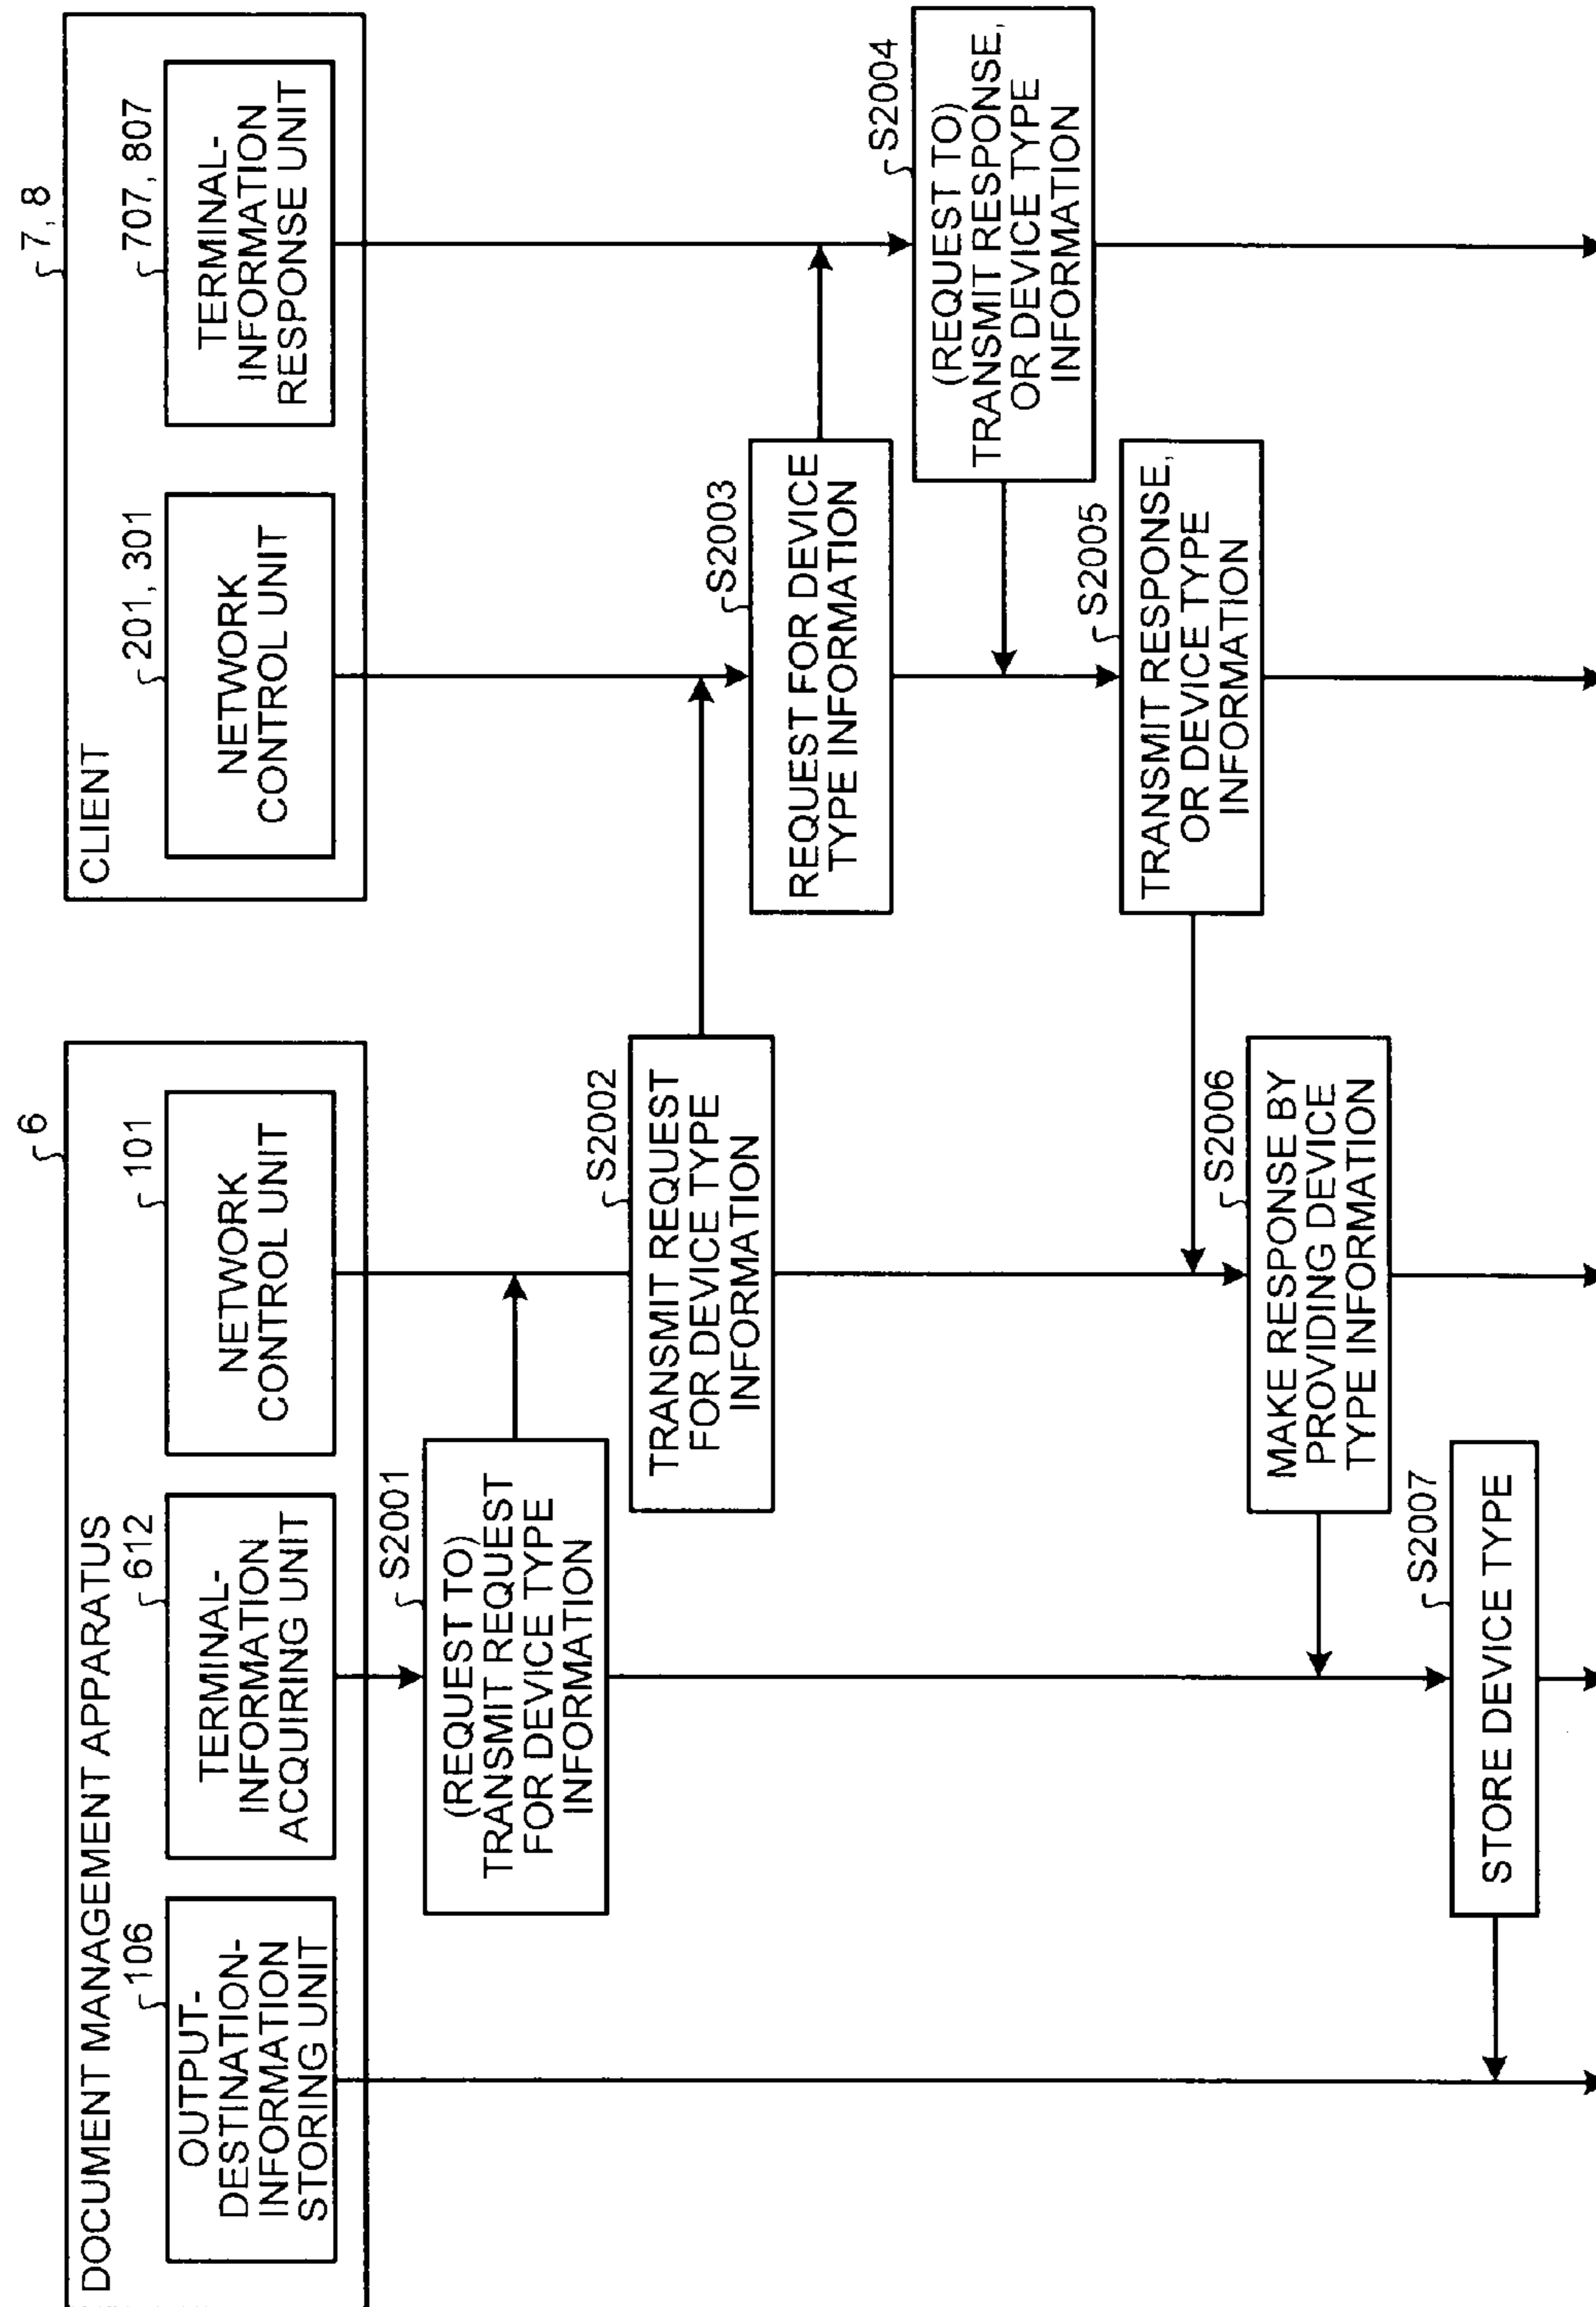 DOCUMENT MANAGEMENT APPARATUS
6
OUTPUT-
DESTINATION-
INFORMATION
STORING UNIT
106
TERMINAL-
INFORMATION
ACQUIRING UNIT
612
NETWORK
CONTROL UNIT
101
CLIENT
7, 8
NETWORK
CONTROL UNIT
201, 301
TERMINAL-
INFORMATION
RESPONSE UNIT
707, 807
S2001
(REQUEST TO)
TRANSMIT REQUEST
FOR DEVICE TYPE
INFORMATION
S2002
TRANSMIT REQUEST
FOR DEVICE TYPE
INFORMATION
S2003
REQUEST FOR DEVICE
TYPE INFORMATION
S2004
(REQUEST TO)
TRANSMIT RESPONSE,
OR DEVICE TYPE
INFORMATION
S2005
TRANSMIT RESPONSE,
OR DEVICE TYPE
INFORMATION
S2006
MAKE RESPONSE BY
PROVIDING DEVICE
TYPE INFORMATION
S2007
STORE DEVICE TYPE